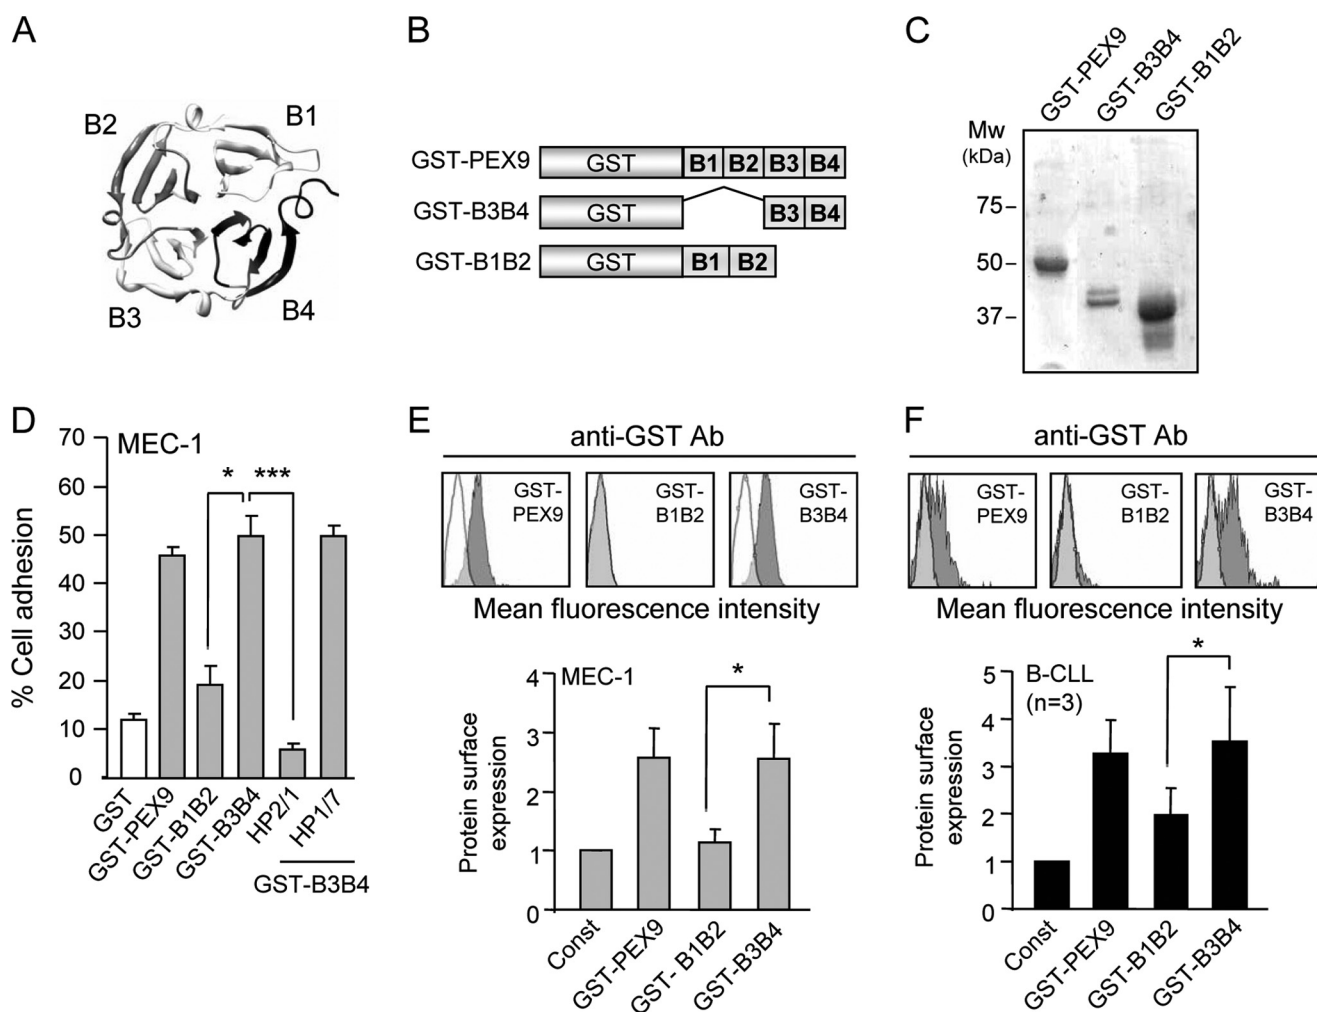 A
B1
B2
B3
B4
B
GST-PEX9
GST
B1
B2
B3
B4
GST-B3B4
GST
B3
B4
GST-B1B2
GST
B1
B2
C
GST-PEX9
GST-B3B4
GST-B1B2
Mw
(kDa)
75
50
37
D
MEC-1
% Cell adhesion
70
60
50
40
30
20
10
0
*
***
GST
GST-PEX9
GST-B1B2
GST-B3B4
HP2/1
HP1/7
GST-B3B4
E
anti-GST Ab
GST-
PEX9
GST-
B1B2
GST-
B3B4
Mean fluorescence intensity
MEC-1
Protein surface
expression
4
3
2
1
0
*
Const
GST-PEX9
GST- B1B2
GST-B3B4
F
anti-GST Ab
GST-
PEX9
GST-
B1B2
GST-
B3B4
Mean fluorescence intensity
B-CLL
(n=3)
Protein surface
expression
5
4
3
2
1
0
*
Const
GST-PEX9
GST-B1B2
GST-B3B4